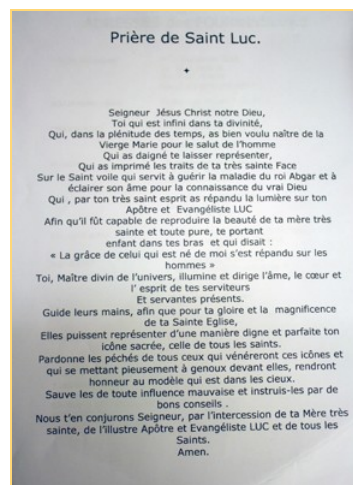 Prière de Saint Luc.
Seigneur Jésus Christ notre Dieu,
Toi qui est infini dans ta divinité,
Qui, dans la plénitude des temps, as bien voulu naître de la
Vierge Marie pour le salut de l'homme
Qui as daigné te laisser représenter,
Qui as imprimé les traits de ta très sainte Face
Sur le Saint voile qui servit à guérir la maladie du roi Abgar et à
éclairer son âme pour la connaissance du vrai Dieu
Qui , par ton très saint esprit as répandu la lumière sur ton
Apôtre et Evangéliste LUC
Afin qu'il fût capable de reproduire la beauté de ta mère très
sainte et toute pure, te portant
enfant dans tes bras et qui disait :
« La grâce de celui qui est né de moi s'est répandu sur les
hommes »
Toi, Maître divin de l'univers, illumine et dirige l'âme, le cœur et
l' esprit de tes serviteurs
Et servantes présents.
Guide leurs mains, afin que pour ta gloire et la magnificence
de ta Sainte Eglise,
Elles puissent représenter d'une manière digne et parfaite ton
icône sacrée, celle de tous les saints.
Pardonne les péchés de tous ceux qui vénéreront ces icônes et
qui se mettant pieusement à genoux devant elles, rendront
honneur au modèle qui est dans les cieux.
Sauve les de toute influence mauvaise et instruis-les par de
bons conseils .
Nous t'en conjurons Seigneur, par l'intercession de ta Mère très
sainte, de l'illustre Apôtre et Evangéliste LUC et de tous les
Saints.
Amen.